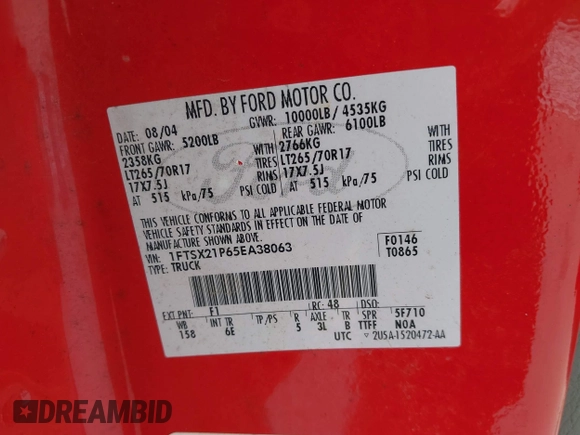 MFD. BY FORD MOTOR CO.
DATE: 08/04 GVWR: 10000LB / 4535KG
FRONT GAWR: 5200LB REAR GAWR: 6100LB
2358KG WITH 2766KG WITH
LT265/70R17 TIRES LT265/70R17 TIRES
17X7.5J RIMS 17X7.5J RIMS
AT 515 kPa/75 PSI COLD AT 515 kPa/75 PSI COLD
Ford
THIS VEHICLE CONFORMS TO ALL APPLICABLE FEDERAL MOTOR
VEHICLE SAFETY STANDARDS IN EFFECT ON THE DATE OF
MANUFACTURE SHOWN ABOVE.
VIN: 1FTSX21P65EA38063 F0146
TYPE: TRUCK T0865
EXT PNT: F1 RC: 48 DSO:
WB INT TR TP/PS R AXLE TR SPR 5F710
158 6E 5 3L B TTFF NOA
UTC ▽ 2U5A-1520472-AA
DREAMBID